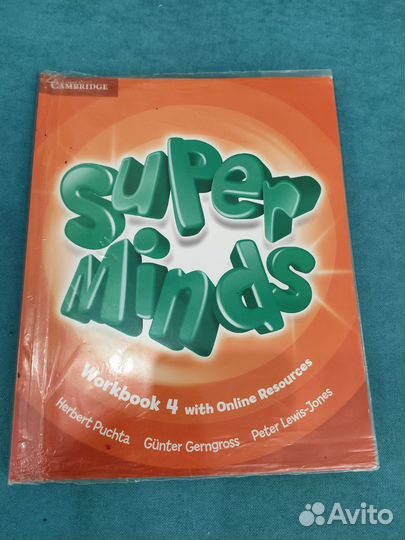 CAMBRIDGE
Super
Minds
Workbook 4 with Online Resources
Herbert Puchta Günter Gerngross Peter Lewis-Jones
Avito